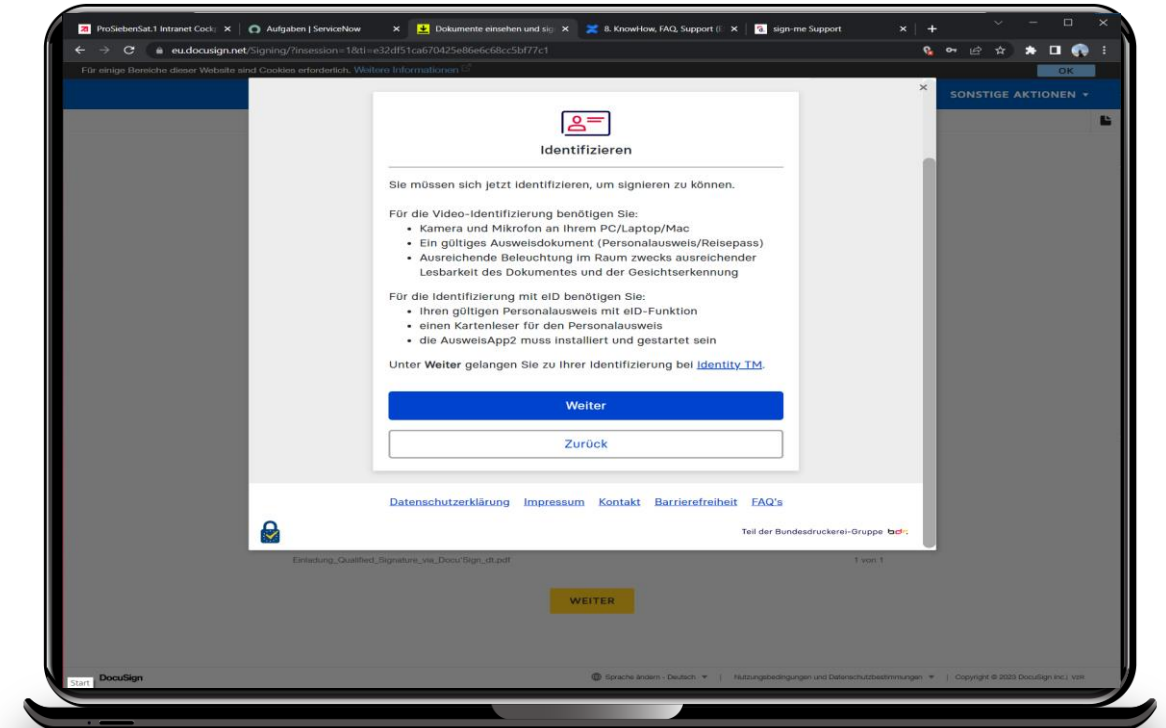 ProSiebenSat.1 Intranet Cockp
Aufgaben | ServiceNow
Dokumente einsehen und sig
8. KnowHow, FAQ, Support (
sign-me Support
eu.docusign.net/Signing/?insession=1&ti=e32df51ca670425e86e6c68cc5bf77c1
Für einige Bereiche dieser Website sind Cookies erforderlich, Weitere Informationen
OK
SONSTIGE AKTIONEN
Identifizieren
Sie müssen sich jetzt identifizieren, um signieren zu können.
Für die Video-Identifizierung benötigen Sie:
• Kamera und Mikrofon an Ihrem PC/Laptop/Mac
• Ein gültiges Ausweisdokument (Personalausweis/Reisepass)
• Ausreichende Beleuchtung im Raum zwecks ausreichender
Lesbarkeit des Dokumentes und der Gesichtserkennung
Für die Identifizierung mit eID benötigen Sie:
• Ihren gültigen Personalausweis mit eID-Funktion
• einen Kartenleser für den Personalausweis
• die AusweisApp2 muss installiert und gestartet sein
Unter Weiter gelangen Sie zu Ihrer Identifizierung bei Identity TM.
Weiter
Zurück
Datenschutzerklärung Impressum Kontakt Barrierefreiheit FAQ's
Teil der Bundesdruckerei-Gruppe bdr.
Einladung_Qualified_Signature_via_Docu'Sign_dt.pdf
1 von 1
WEITER
Start
DocuSign
Sprache ändern - Deutsch
Nutzungsbedingungen und Datenschutzbestimmungen
Copyright © 2023 DocuSign Inc. | V2R